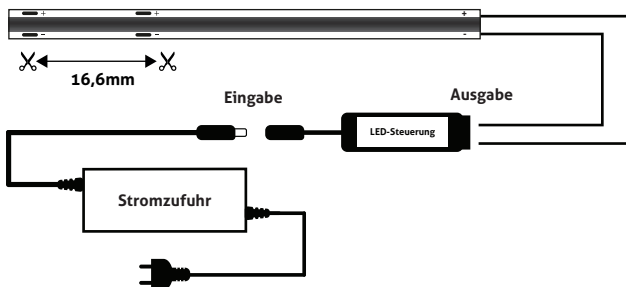 + + +
− − -
16,6mm
Eingabe
Ausgabe
LED-Steuerung
Stromzufuhr